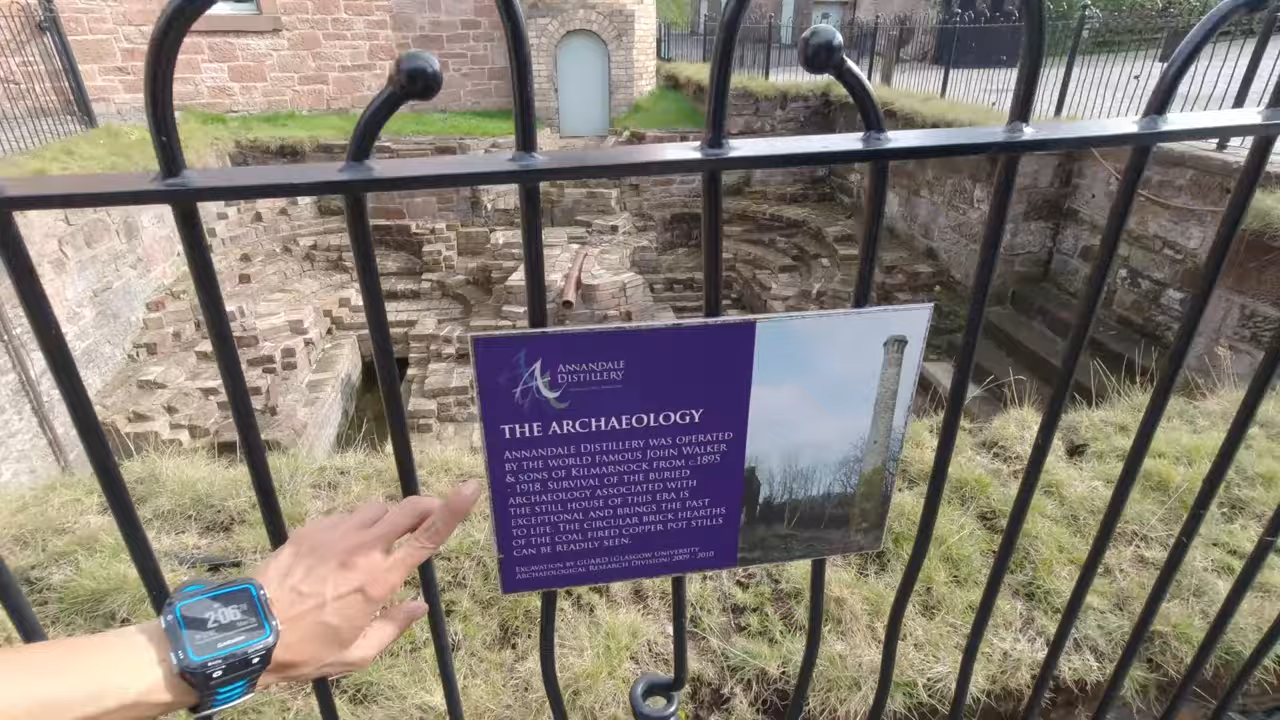 ANNANDALE
DISTILLERY
THE ARCHAEOLOGY
ANNANDALE DISTILLERY WAS OPERATED
BY THE WORLD FAMOUS JOHN WALKER
& SONS OF KILMARNOCK FROM c.1895
- 1918. SURVIVAL OF THE BURIED
ARCHAEOLOGY ASSOCIATED WITH
THE STILL HOUSE OF THIS ERA IS
EXCEPTIONAL AND BRINGS THE PAST
TO LIFE. THE CIRCULAR BRICK HEARTHS
OF THE COAL FIRED COPPER POT STILLS
CAN BE READILY SEEN.
EXCAVATION BY GUARD (GLASGOW UNIVERSITY
ARCHAEOLOGICAL RESEARCH DIVISION) 2009 - 2010
2:06
GARMIN